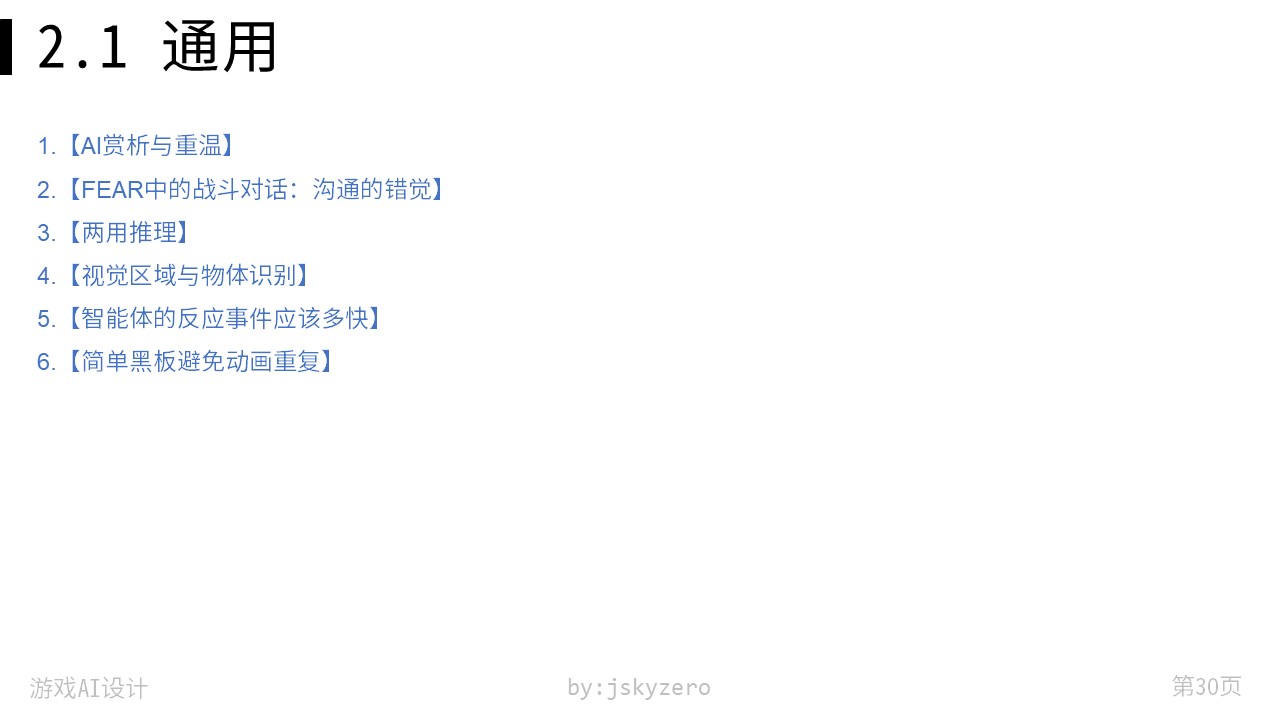 2.1 通用
1.【AI赏析与重温】
2.【FEAR中的战斗对话：沟通的错觉】
3.【两用推理】
4.【视觉区域与物体识别】
5.【智能体的反应事件应该多快】
6.【简单黑板避免动画重复】
游戏AI设计
by:jskyzero
第30页